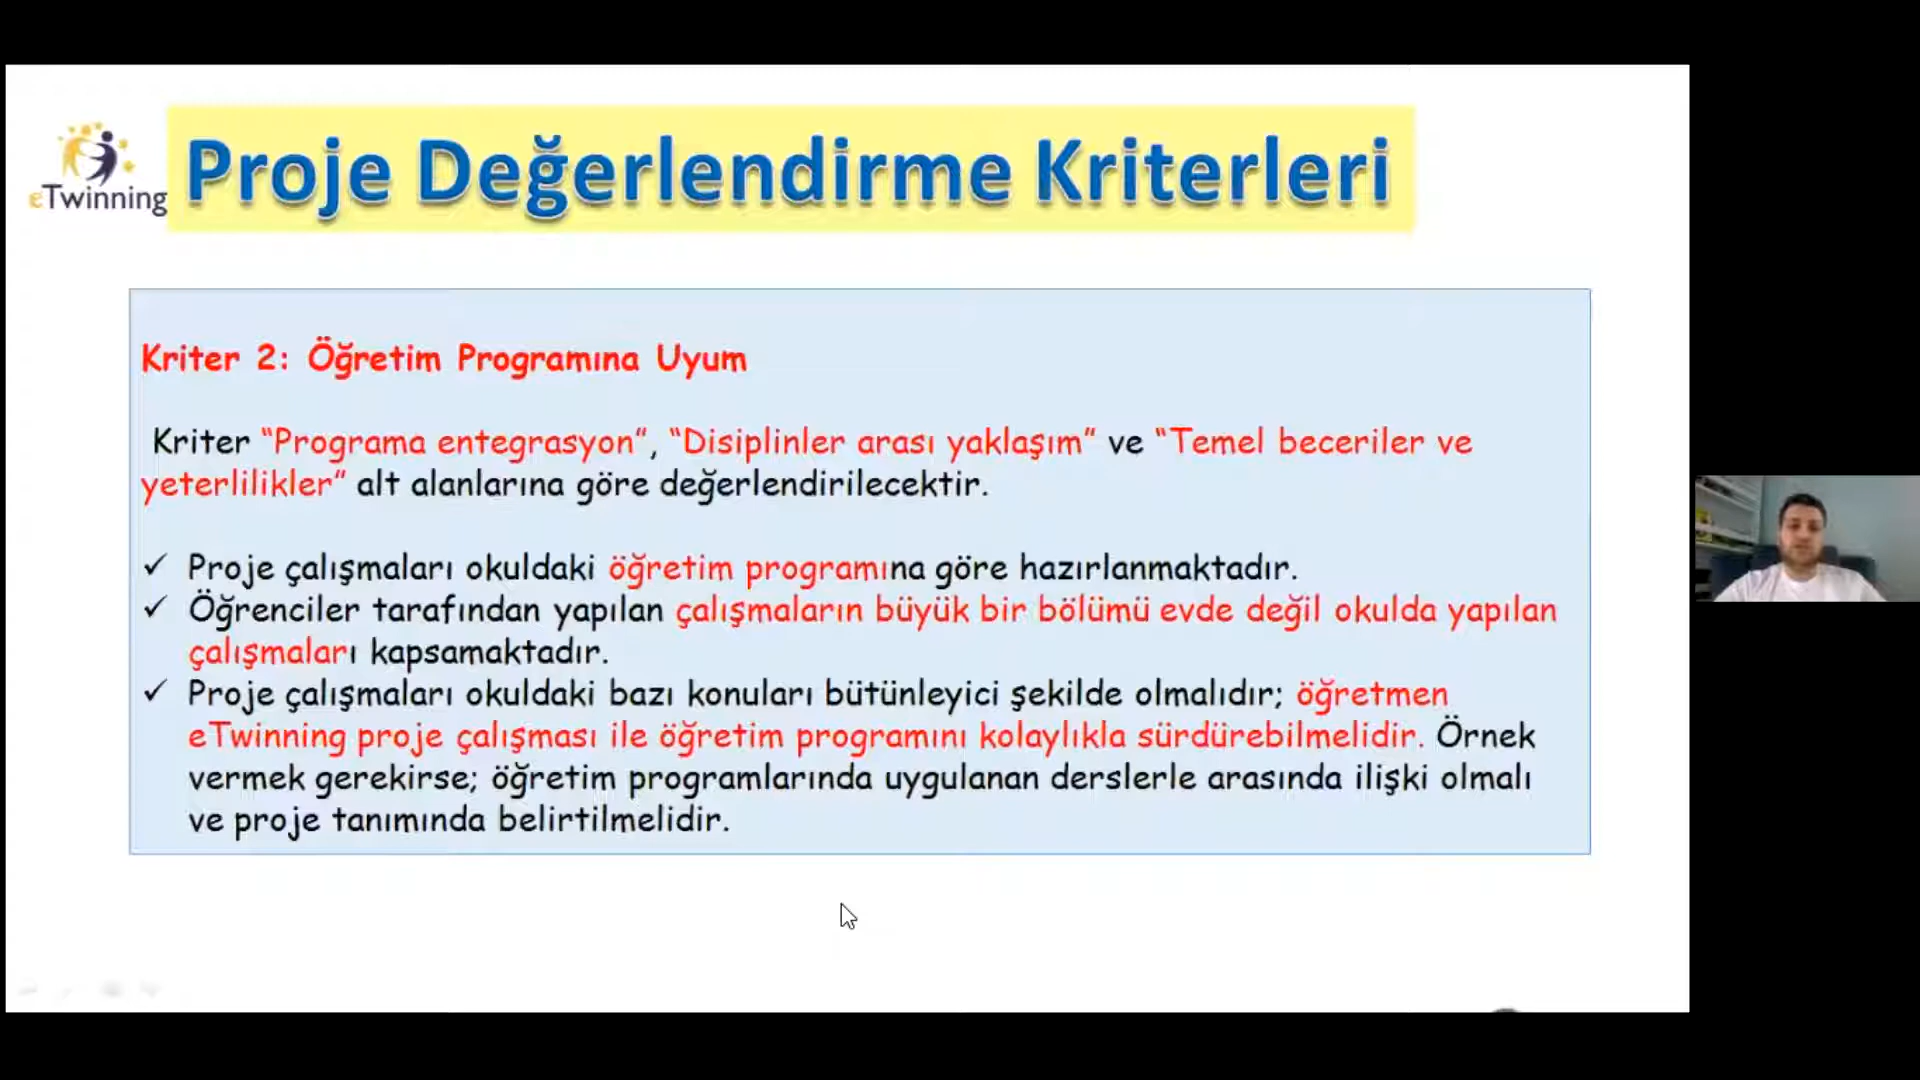 eTwinning
Proje Değerlendirme Kriterleri
Kriter 2: Öğretim Programına Uyum
Kriter “Programa entegrasyon”, “Disiplinler arası yaklaşım” ve “Temel beceriler ve
yeterlilikler” alt alanlarına göre değerlendirilecektir.
✓ Proje çalışmaları okuldaki öğretim programına göre hazırlanmaktadır.
✓ Öğrenciler tarafından yapılan çalışmaların büyük bir bölümü evde değil okulda yapılan
çalışmaları kapsamaktadır.
✓ Proje çalışmaları okuldaki bazı konuları bütünleyici şekilde olmalıdır; öğretmen
eTwinning proje çalışması ile öğretim programını kolaylıkla sürdürebilmelidir. Örnek
vermek gerekirse; öğretim programlarında uygulanan derslerle arasında ilişki olmalı
ve proje tanımında belirtilmelidir.